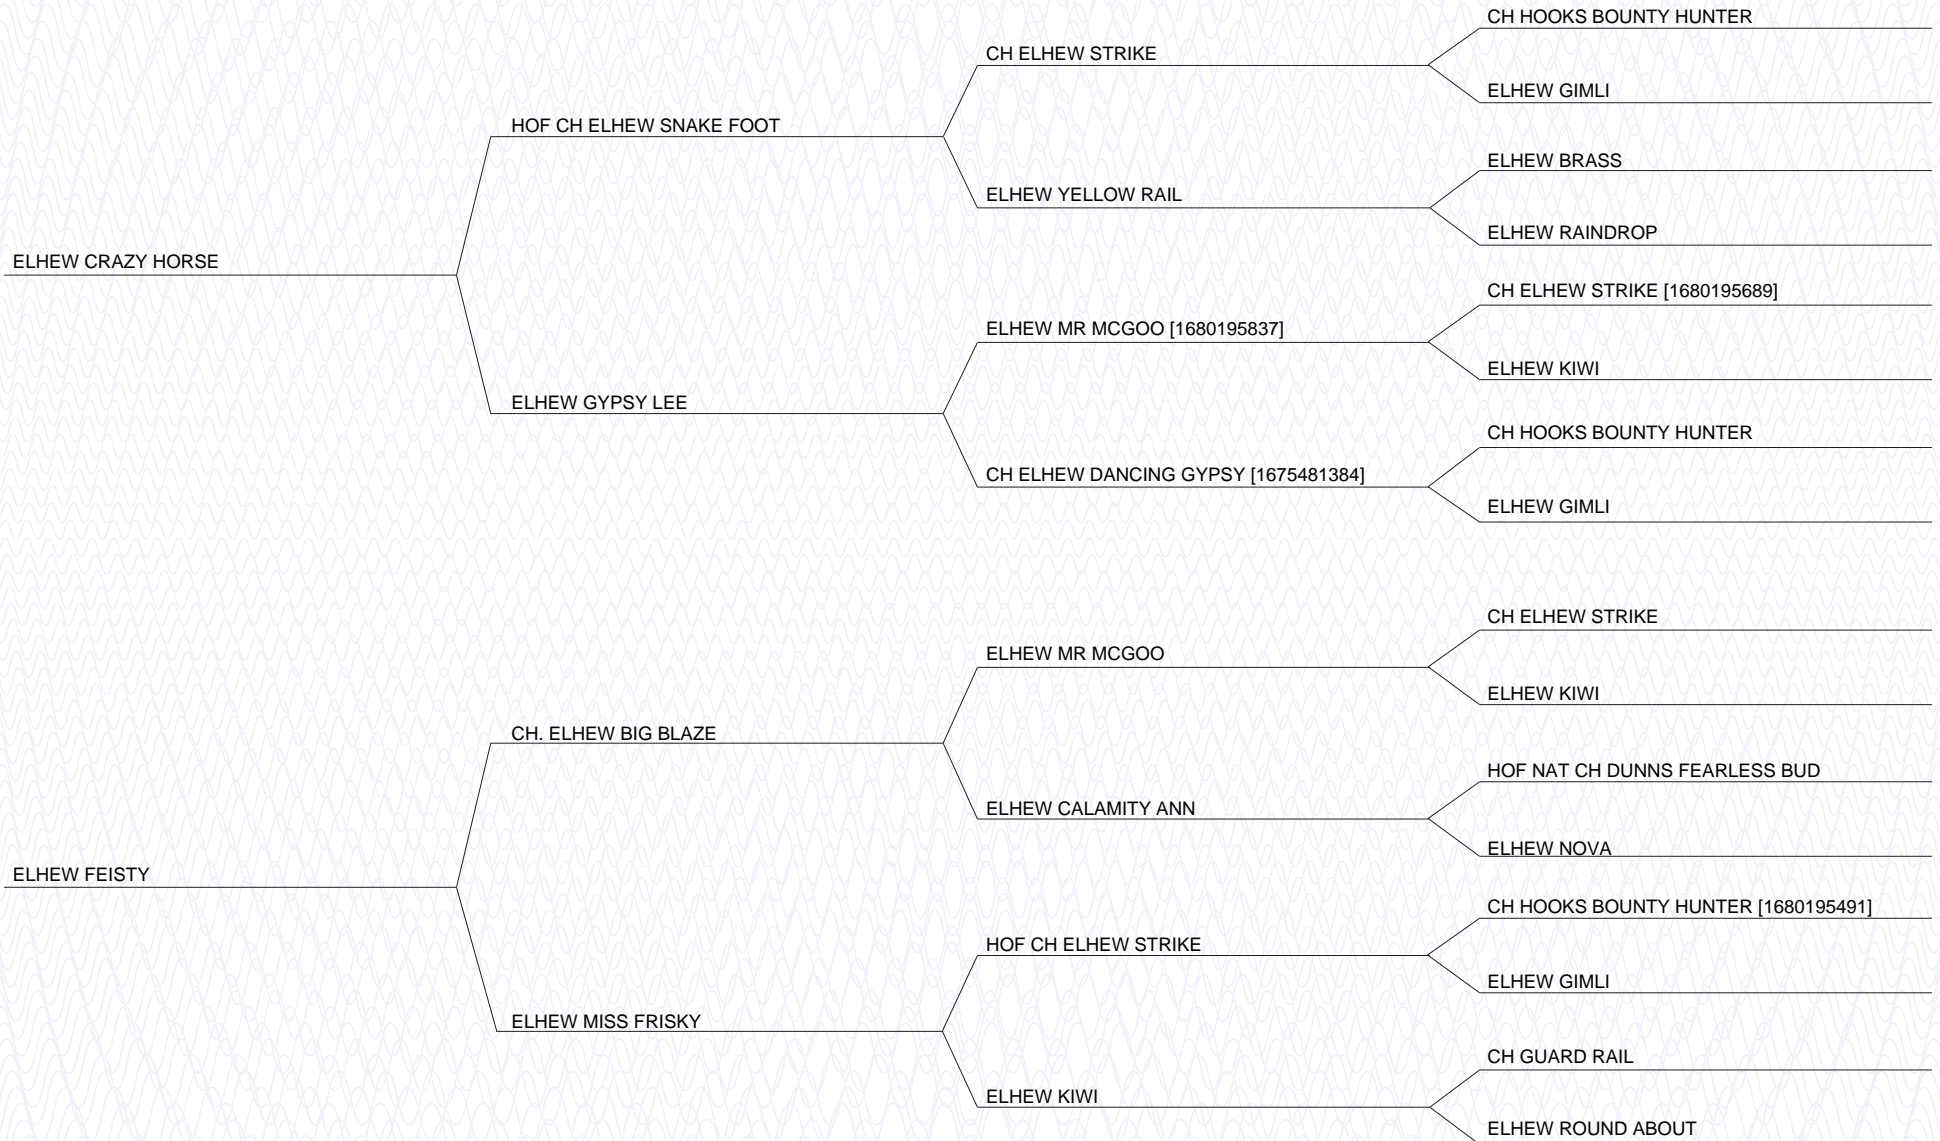 CH HOOKS BOUNTY HUNTER
CH ELHEW STRIKE
ELHEW GIMLI
HOF CH ELHEW SNAKE FOOT
ELHEW BRASS
ELHEW YELLOW RAIL
ELHEW RAINDROP
ELHEW CRAZY HORSE
CH ELHEW STRIKE [1680195689]
ELHEW MR MCGOO [1680195837]
ELHEW KIWI
ELHEW GYPSY LEE
CH HOOKS BOUNTY HUNTER
CH ELHEW DANCING GYPSY [1675481384]
ELHEW GIMLI
CH ELHEW STRIKE
ELHEW MR MCGOO
ELHEW KIWI
CH. ELHEW BIG BLAZE
HOF NAT CH DUNNS FEARLESS BUD
ELHEW CALAMITY ANN
ELHEW NOVA
ELHEW FEISTY
CH HOOKS BOUNTY HUNTER [1680195491]
HOF CH ELHEW STRIKE
ELHEW GIMLI
ELHEW MISS FRISKY
CH GUARD RAIL
ELHEW KIWI
ELHEW ROUND ABOUT